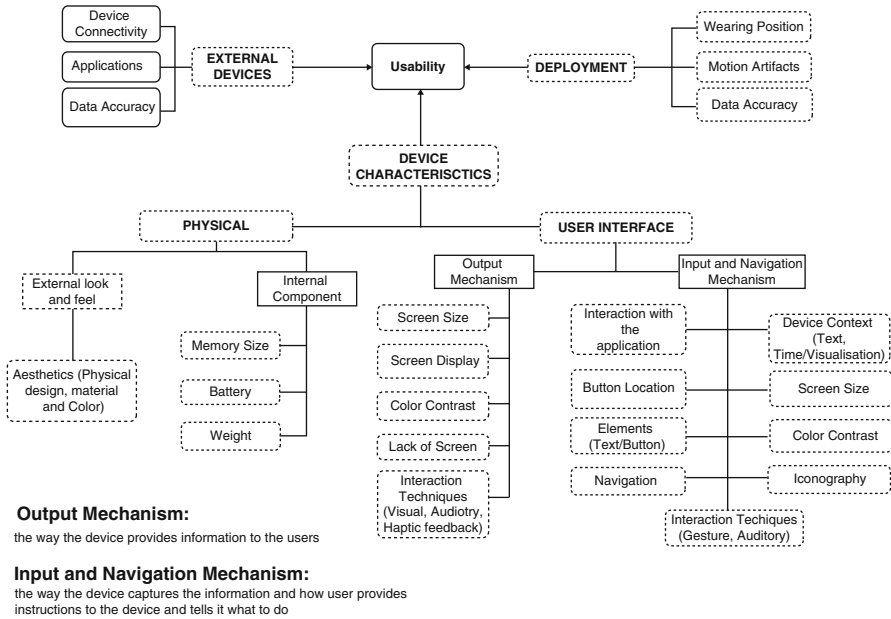 Device
Connectivity
Applications
Data Accuracy
EXTERNAL
DEVICES
Usability
DEPLOYMENT
Wearing Position
Motion Artifacts
Data Accuracy
DEVICE
CHARACTERISCTICS
PHYSICAL
USER INTERFACE
External look
and feel
Internal
Component
Aesthetics (Physical
design, material
and Color)
Memory Size
Battery
Weight
Output
Mechanism
Input and Navigation
Mechanism
Screen Size
Screen Display
Color Contrast
Lack of Screen
Interaction
Techniques
(Visual, Audiotry,
Haptic feedback)
Interaction with
the
application
Button Location
Elements
(Text/Button)
Navigation
Device Context
(Text,
Time/Visualisation)
Screen Size
Color Contrast
Iconography
Interaction Techiques
(Gesture, Auditory)
Output Mechanism:
the way the device provides information to the users
Input and Navigation Mechanism:
the way the device captures the information and how user provides
instructions to the device and tells it what to do